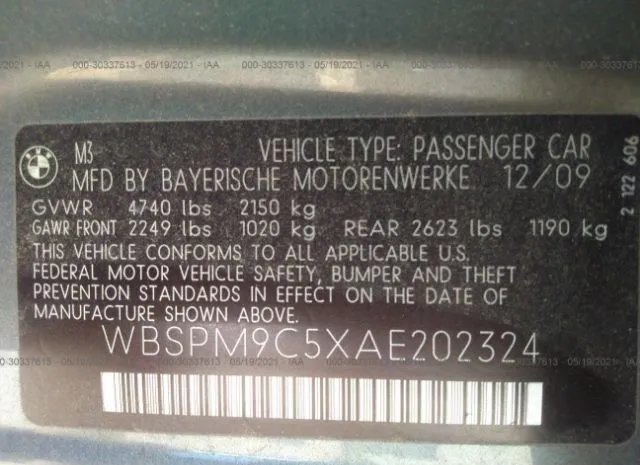 000-30337613 - 05/19/2021 - IAA
M3 VEHICLE TYPE: PASSENGER CAR
MFD BY BAYERISCHE MOTORENWERKE 12/09
GVWR 4740 lbs 2150 kg
GAWR FRONT 2249 lbs 1020 kg REAR 2623 lbs 1190 kg
THIS VEHICLE CONFORMS TO ALL APPLICABLE U.S.
FEDERAL MOTOR VEHICLE SAFETY, BUMPER AND THEFT
PREVENTION STANDARDS IN EFFECT ON THE DATE OF
MANUFACTURE SHOWN ABOVE.
WBSPM9C5XAE202324
2 122 606